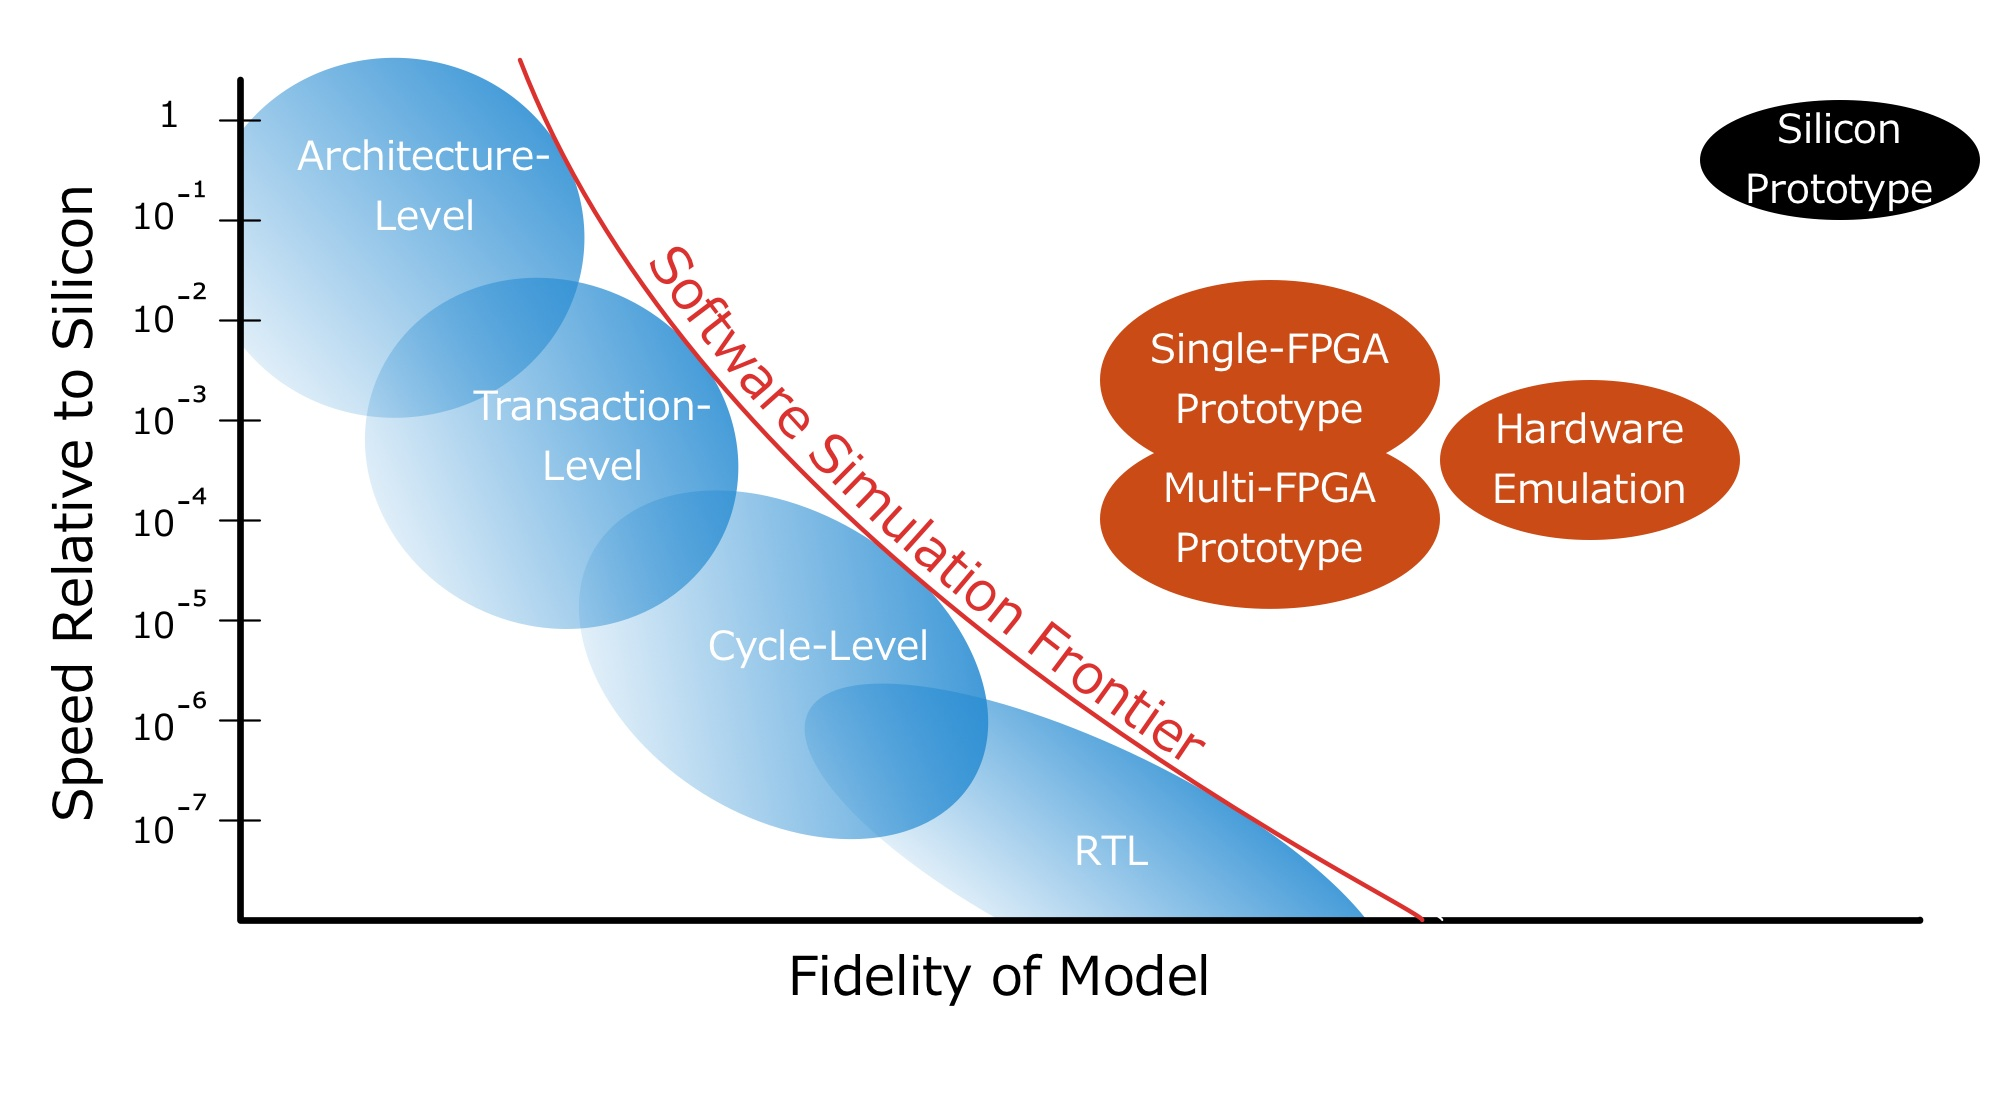 Speed Relative to Silicon
1
10⁻¹
10⁻²
10⁻³
10⁻⁴
10⁻⁵
10⁻⁶
10⁻⁷
Architecture-
Level
Transaction-
Level
Cycle-Level
RTL
Software Simulation Frontier
Single-FPGA
Prototype
Multi-FPGA
Prototype
Hardware
Emulation
Silicon
Prototype
Fidelity of Model